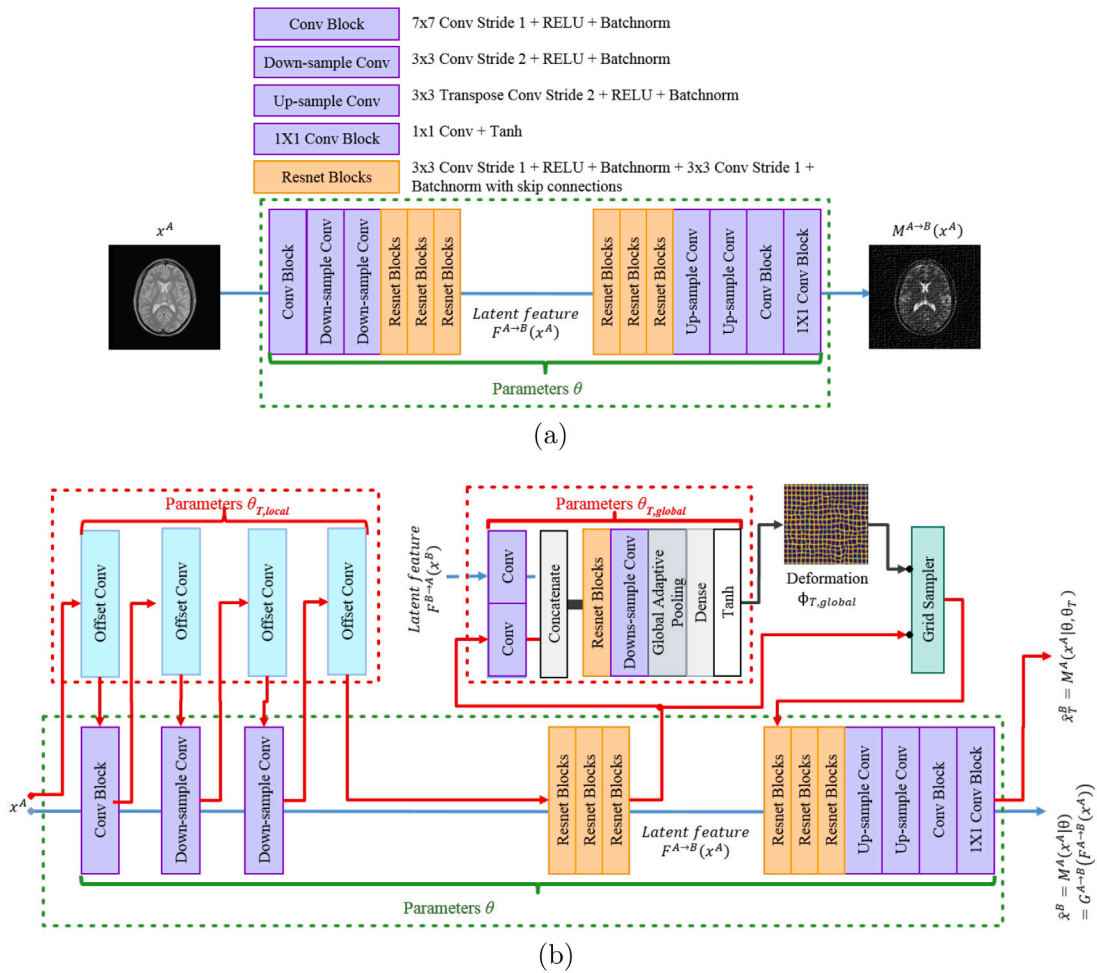 Conv Block
7x7 Conv Stride 1 + RELU + Batchnorm
Down-sample Conv
3x3 Conv Stride 2 + RELU + Batchnorm
Up-sample Conv
3x3 Transpose Conv Stride 2 + RELU + Batchnorm
1X1 Conv Block
1x1 Conv + Tanh
Resnet Blocks
3x3 Conv Stride 1 + RELU + Batchnorm + 3x3 Conv Stride 1 +
Batchnorm with skip connections
x^A
M^{A→B}(x^A)
Conv Block
Down-sample Conv
Down-sample Conv
Resnet Blocks
Resnet Blocks
Resnet Blocks
Latent feature
F^{A→B}(x^A)
Resnet Blocks
Resnet Blocks
Resnet Blocks
Up-sample Conv
Up-sample Conv
Conv Block
1X1 Conv Block
Parameters θ
(a)
Parameters θ_{T,local}
Offset Conv
Offset Conv
Offset Conv
Offset Conv
Latent feature
F^{B→A}(x^B)
Parameters θ_{T,global}
Conv
Conv
Concatenate
Resnet Blocks
Downs-sample Conv
Global Adaptive
Pooling
Dense
Tanh
Deformation
Φ_{T,global}
Grid Sampler
x^A
Conv Block
Down-sample Conv
Down-sample Conv
Resnet Blocks
Resnet Blocks
Resnet Blocks
Latent feature
F^{A→B}(x^A)
Resnet Blocks
Resnet Blocks
Resnet Blocks
Up-sample Conv
Up-sample Conv
Conv Block
1X1 Conv Block
x̂_T^B = M^A(x^A|θ,θ_T)
x̂^B = M^A(x^A|θ)
= G^{A→B}(F^{A→B}(x^A))
Parameters θ
(b)